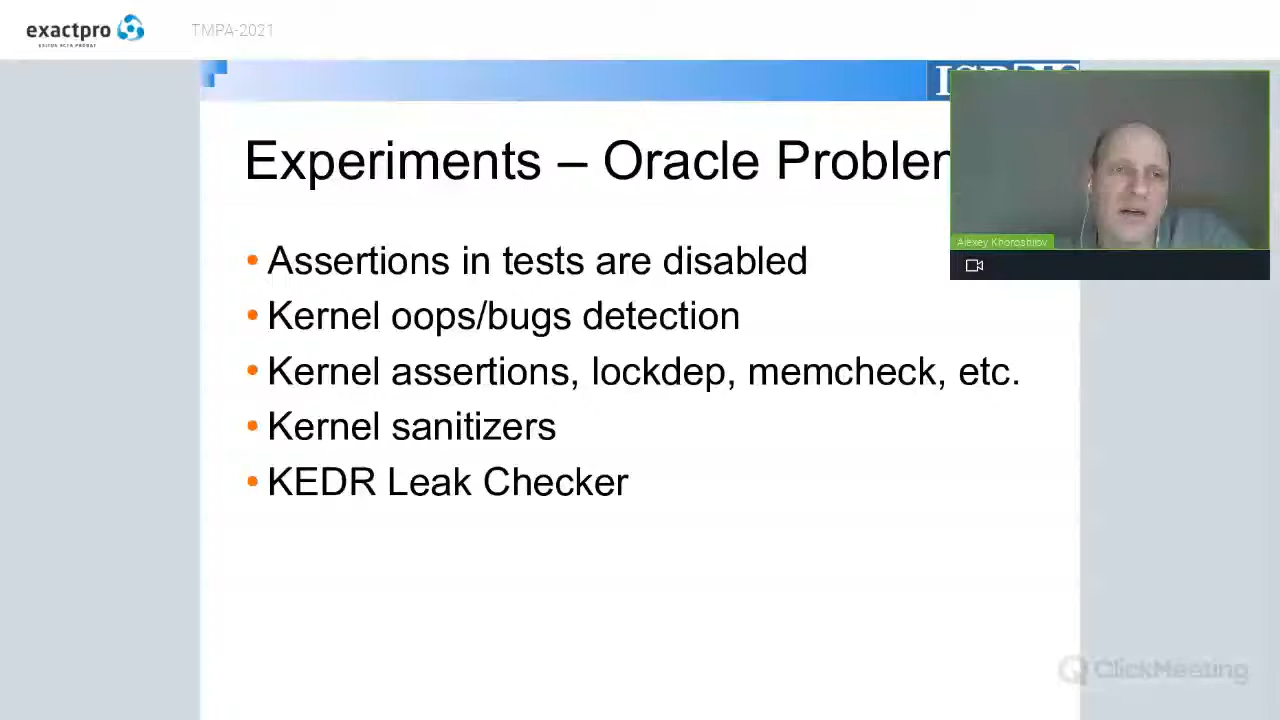 exactpro
TMPA-2021
Experiments – Oracle Problem
Alexey Khoroshilov
• Assertions in tests are disabled
• Kernel oops/bugs detection
• Kernel assertions, lockdep, memcheck, etc.
• Kernel sanitizers
• KEDR Leak Checker
ClickMeeting